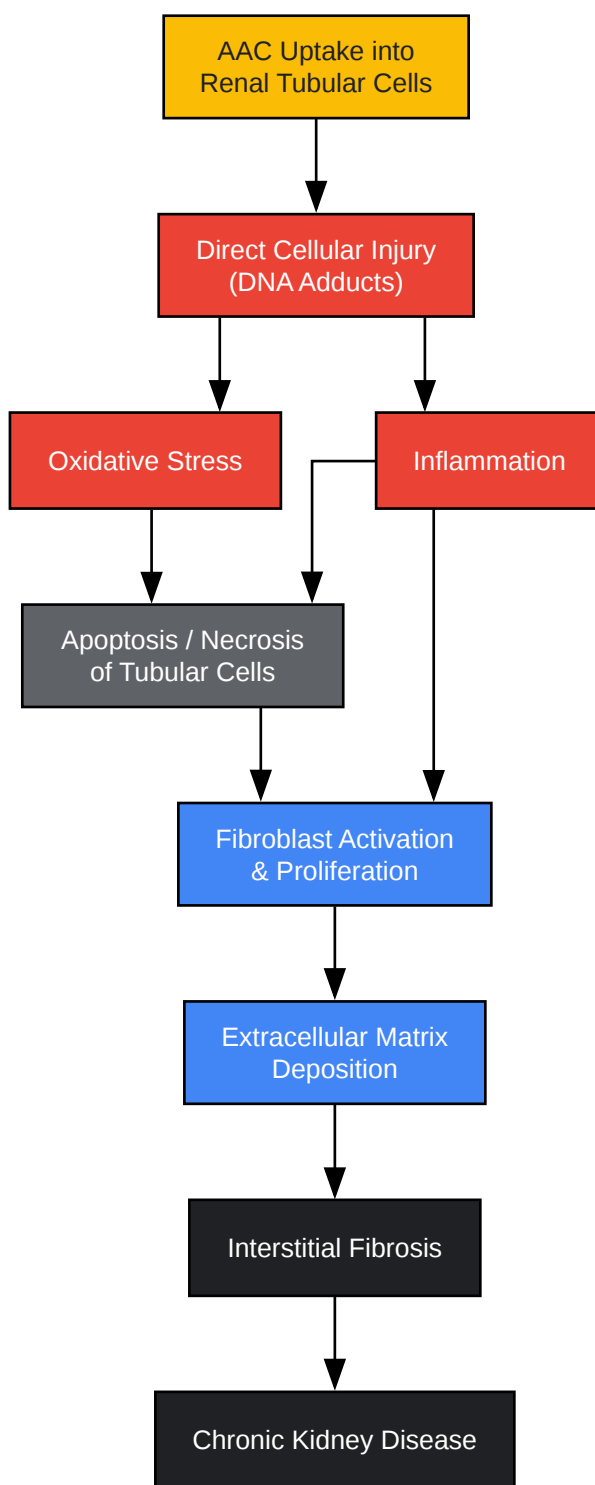 AAC Uptake into
Renal Tubular Cells
Direct Cellular Injury
(DNA Adducts)
Oxidative Stress
Inflammation
Apoptosis / Necrosis
of Tubular Cells
Fibroblast Activation
& Proliferation
Extracellular Matrix
Deposition
Interstitial Fibrosis
Chronic Kidney Disease